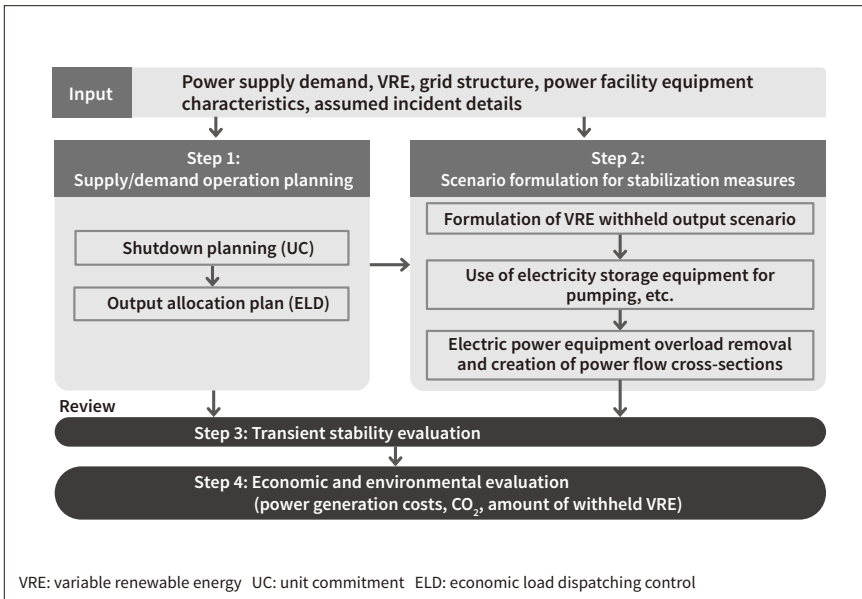 Input
Power supply demand, VRE, grid structure, power facility equipment
characteristics, assumed incident details
Step 1:
Supply/demand operation planning
Shutdown planning (UC)
Output allocation plan (ELD)
Step 2:
Scenario formulation for stabilization measures
Formulation of VRE withheld output scenario
Use of electricity storage equipment for
pumping, etc.
Electric power equipment overload removal
and creation of power flow cross-sections
Review
Step 3: Transient stability evaluation
Step 4: Economic and environmental evaluation
(power generation costs, CO₂, amount of withheld VRE)
VRE: variable renewable energy UC: unit commitment ELD: economic load dispatching control